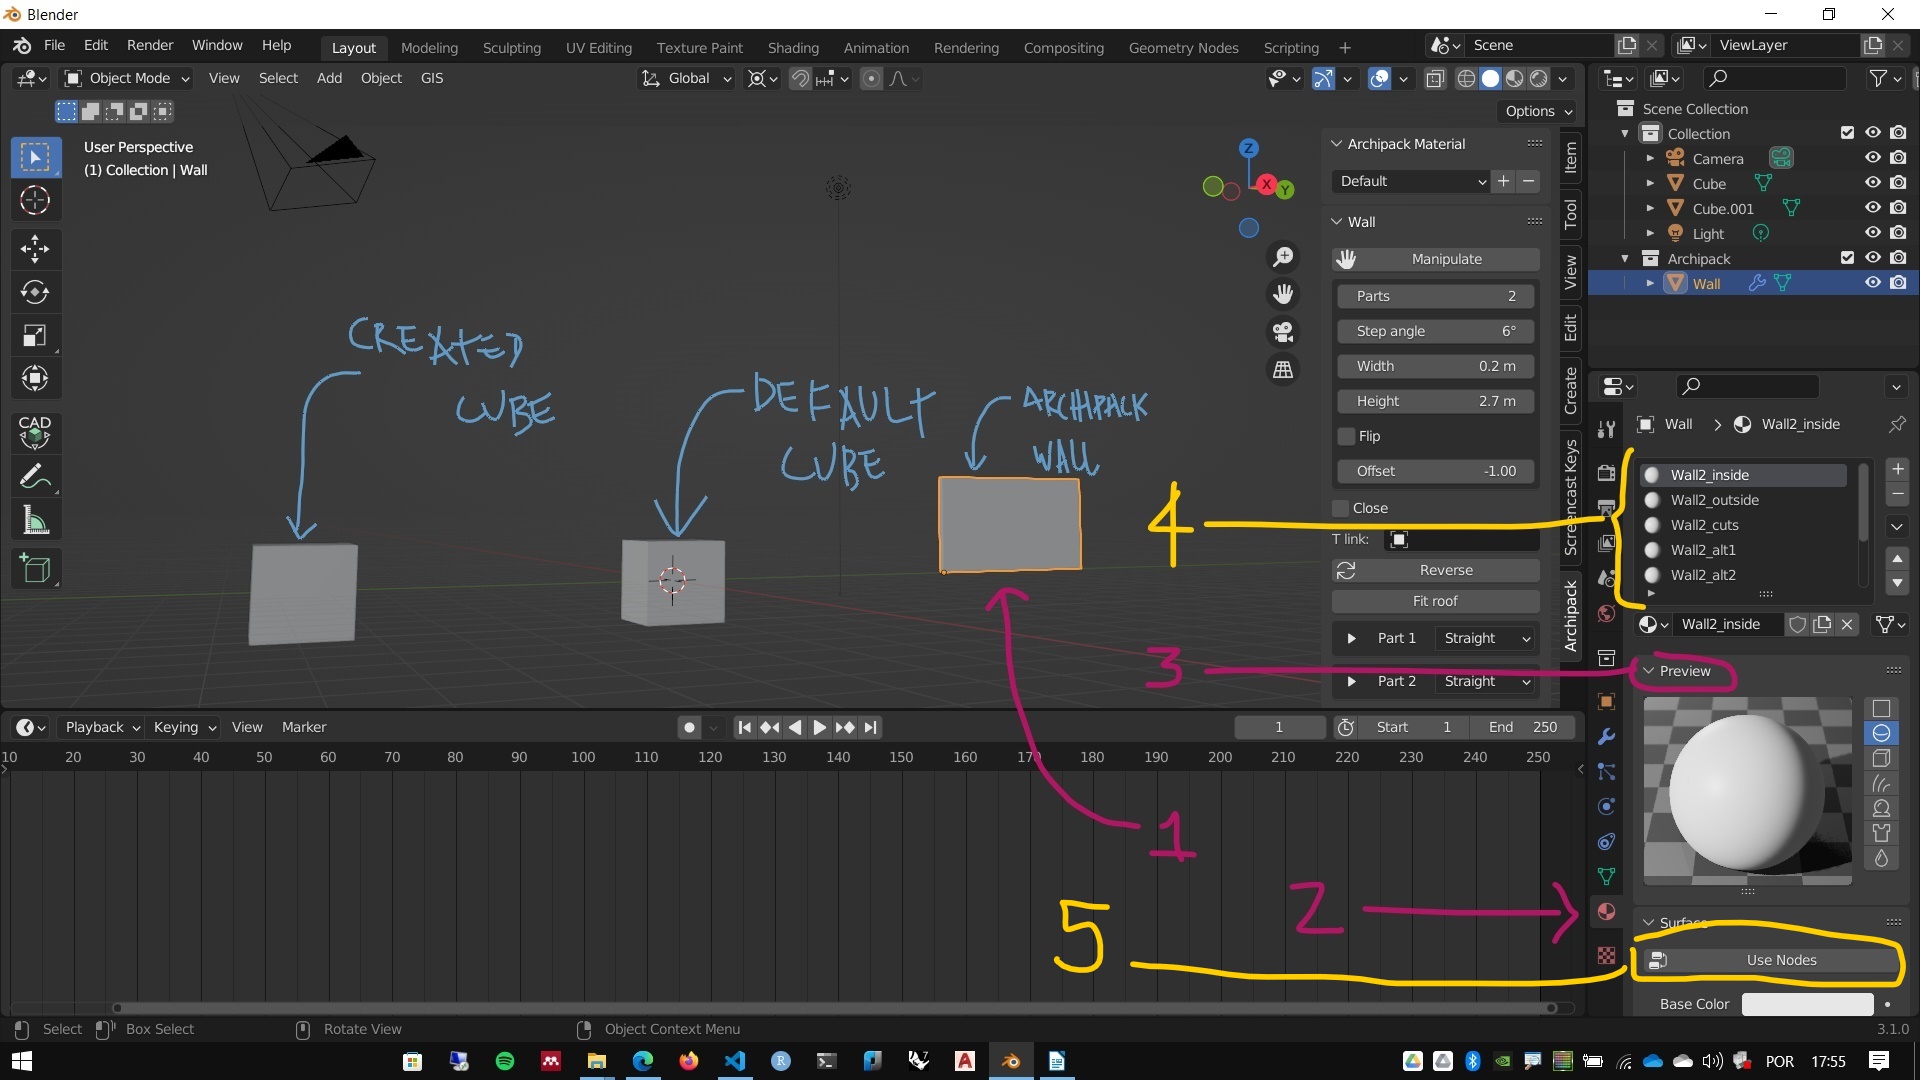 Blender
File Edit Render Window Help
Layout Modeling Sculpting UV Editing Texture Paint Shading Animation Rendering Compositing Geometry Nodes Scripting +
Scene
ViewLayer
Object Mode View Select Add Object GIS
Global
Options
User Perspective
(1) Collection | Wall
Z
X
Y
CREATED
CUBE
DEFAULT
CUBE
ARCHIPACK
WALL
CAD
Archipack Material
Default
Wall
Manipulate
Parts 2
Step angle 6°
Width 0.2 m
Height 2.7 m
Flip
Offset -1.00
Close
T link:
Reverse
Fit roof
Part 1 Straight
Part 2 Straight
Item
Tool
View
Edit
Create
Screencast Keys
Archipack
Scene Collection
Collection
Camera
Cube
Cube.001
Light
Archipack
Wall
Wall > Wall2_inside
Wall2_inside
Wall2_outside
Wall2_cuts
Wall2_alt1
Wall2_alt2
Wall2_inside
Preview
Surface
Use Nodes
Base Color
4
3
1
2
5
Playback Keying View Marker
1 Start 1 End 250
10 20 30 40 50 60 70 80 90 100 110 120 130 140 150 160 170 180 190 200 210 220 230 240 250
Select Box Select Rotate View Object Context Menu 3.1.0
POR 17:55